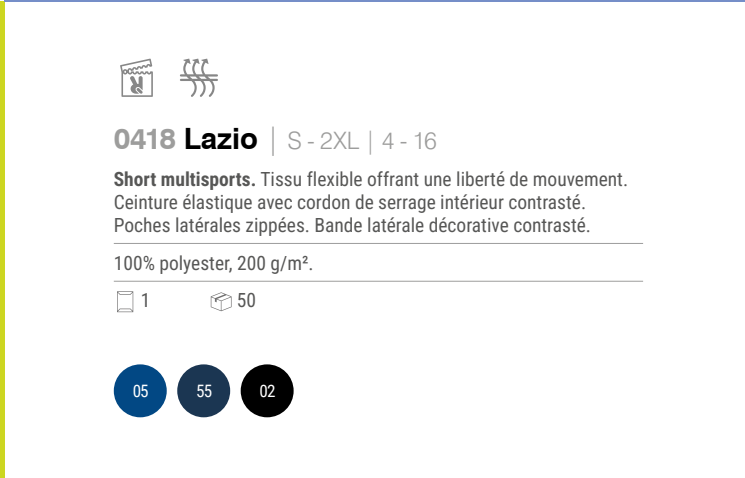 0418 Lazio | S - 2XL | 4 - 16
Short multisports. Tissu flexible offrant une liberté de mouvement.
Ceinture élastique avec cordon de serrage intérieur contrasté.
Poches latérales zippées. Bande latérale décorative contrasté.
100% polyester, 200 g/m².
1 50
05 55 02